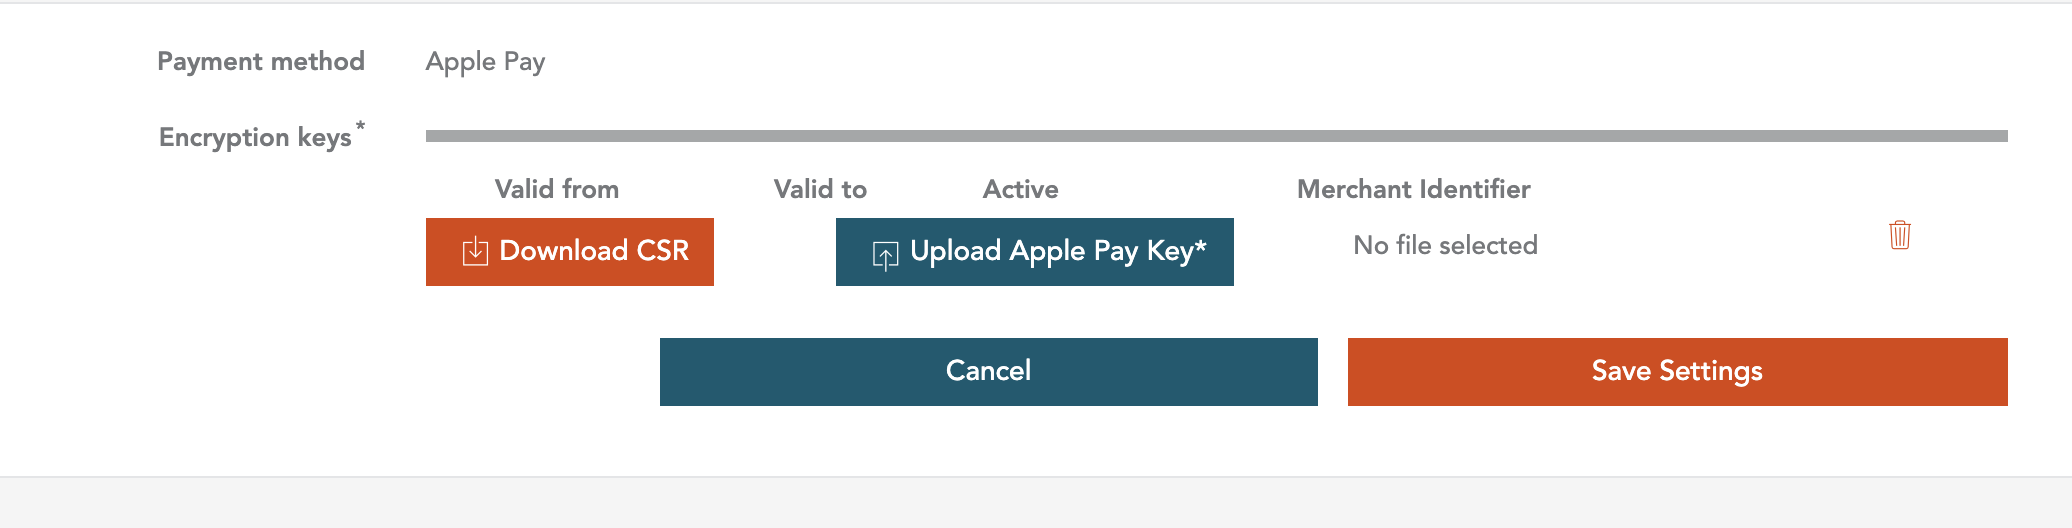 Payment method Apple Pay
Encryption keys*
Valid from Valid to Active Merchant Identifier
Download CSR Upload Apple Pay Key* No file selected
Cancel Save Settings